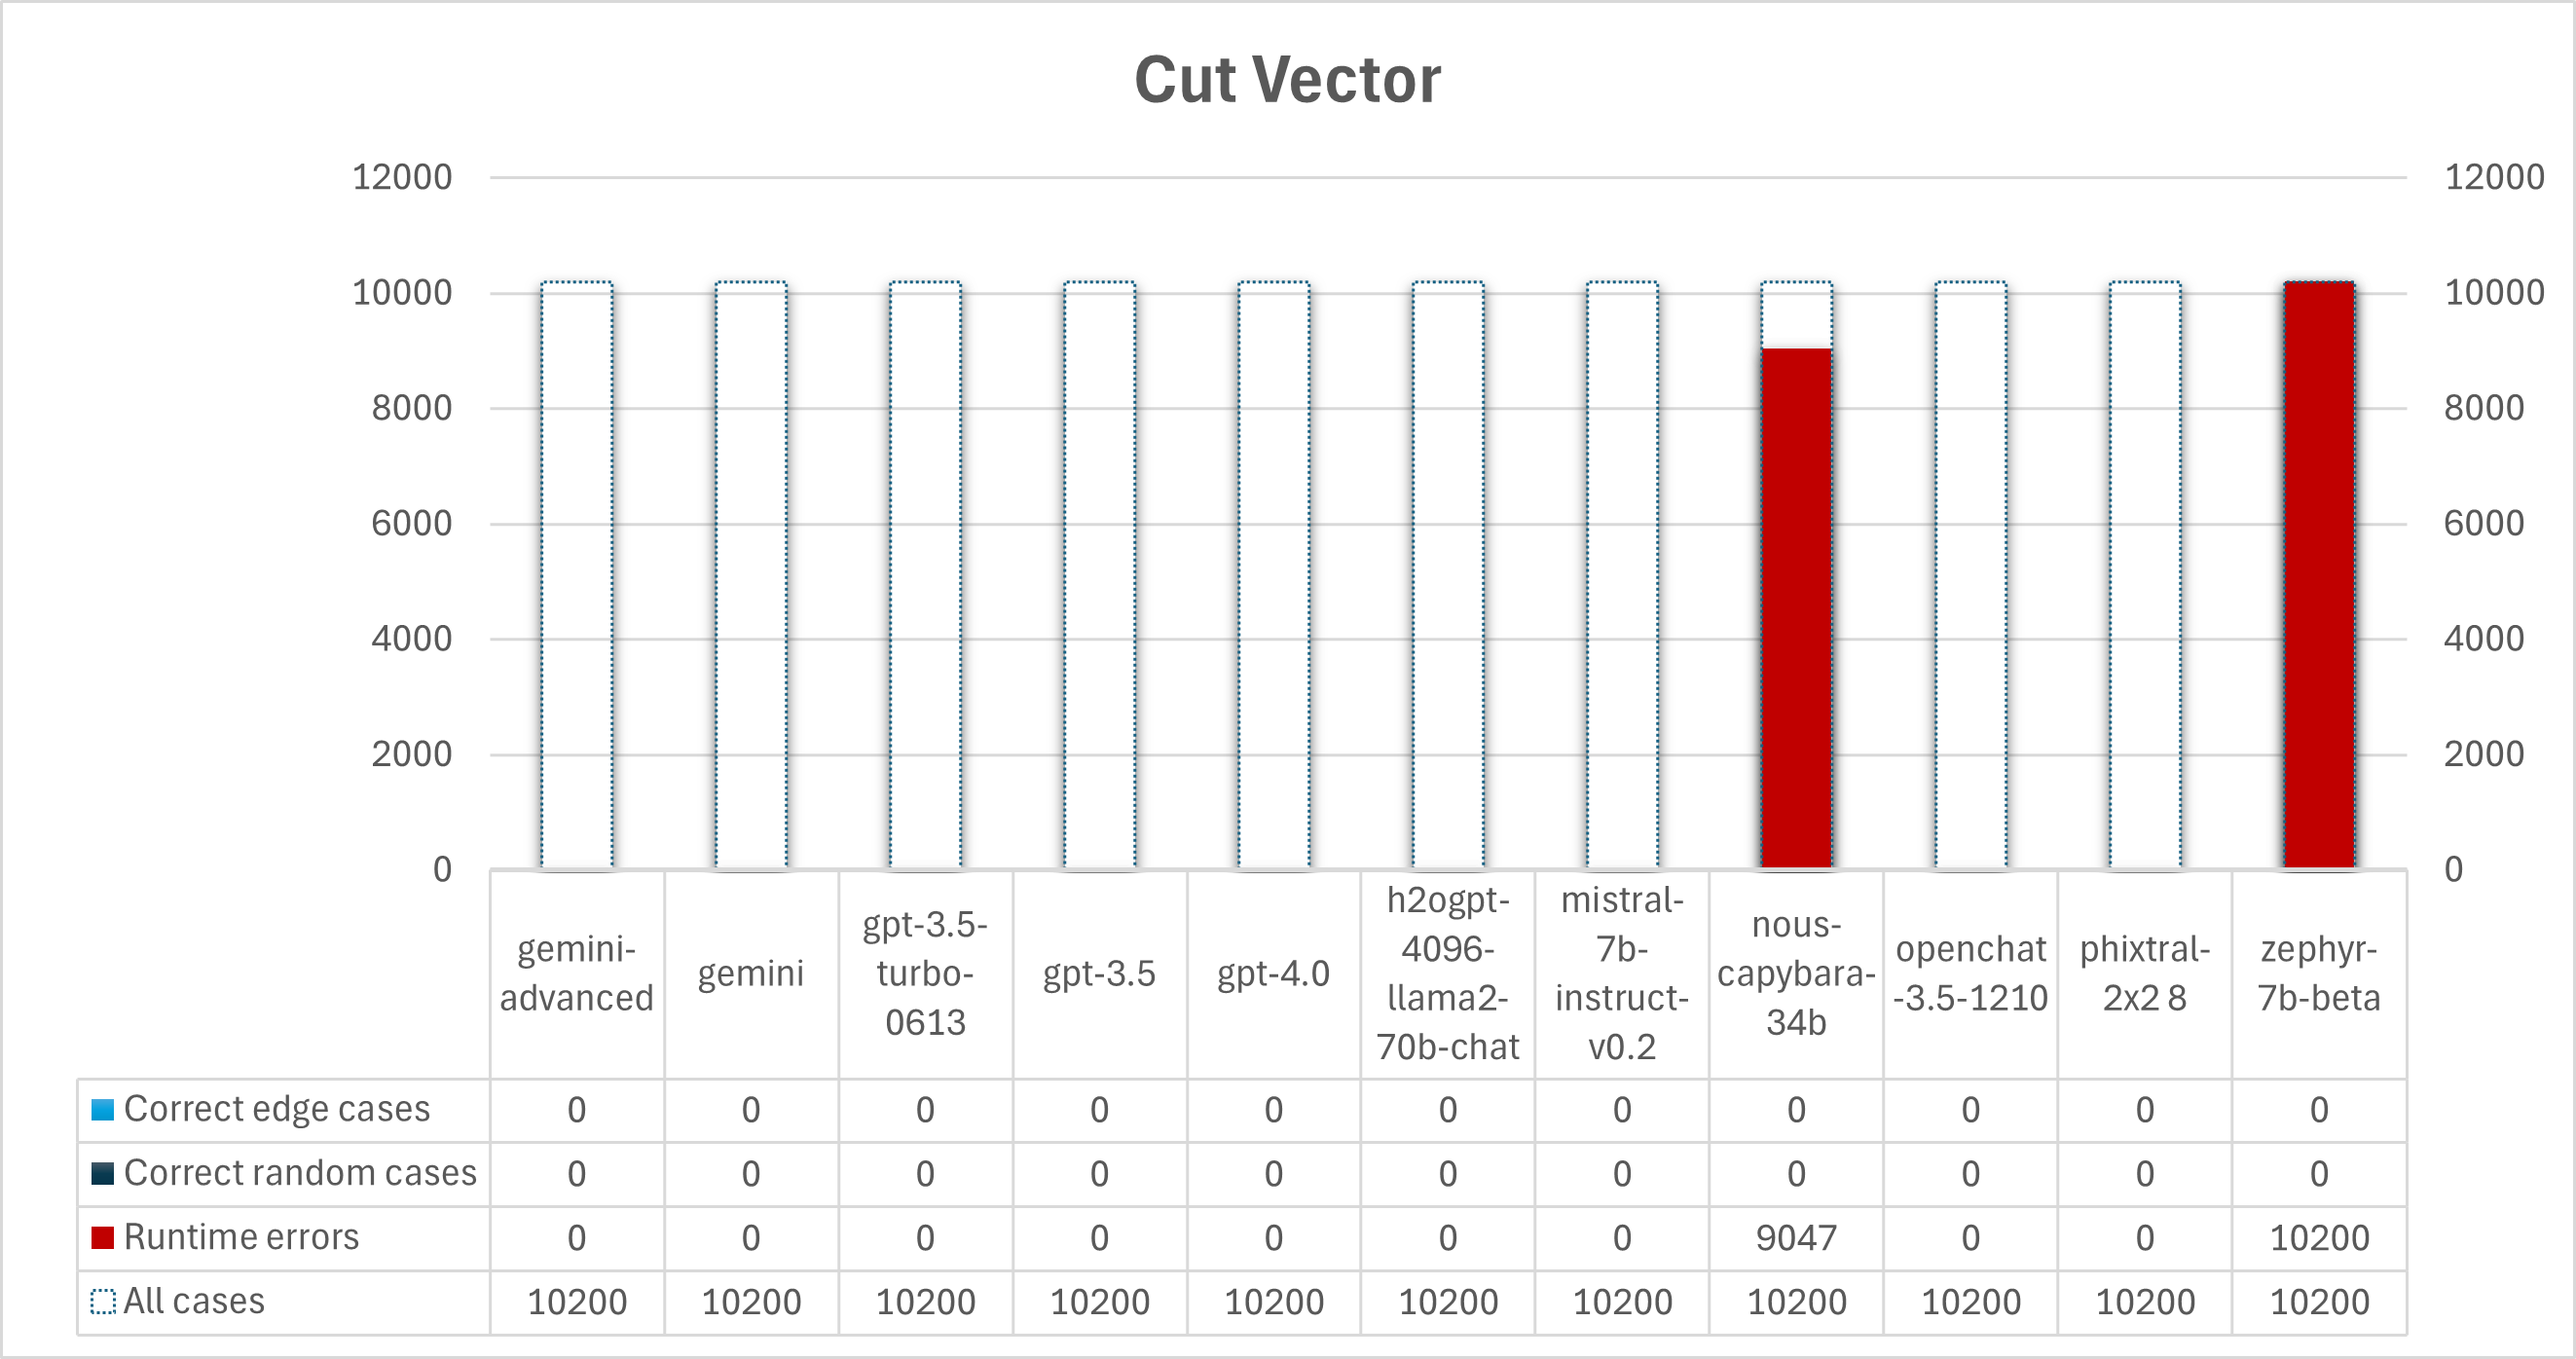 Cut Vector
12000 12000
10000 10000
8000 8000
6000 6000
4000 4000
2000 2000
0 0
gemini-
advanced
gemini
gpt-3.5-
turbo-
0613
gpt-3.5
gpt-4.0
h2ogpt-
4096-
llama2-
70b-chat
mistral-
7b-
instruct-
v0.2
nous-
capybara-
34b
openchat
-3.5-1210
phixtral-
2x2 8
zephyr-
7b-beta
Correct edge cases 0 0 0 0 0 0 0 0 0 0 0
Correct random cases 0 0 0 0 0 0 0 0 0 0 0
Runtime errors 0 0 0 0 0 0 0 9047 0 0 10200
All cases 10200 10200 10200 10200 10200 10200 10200 10200 10200 10200 10200